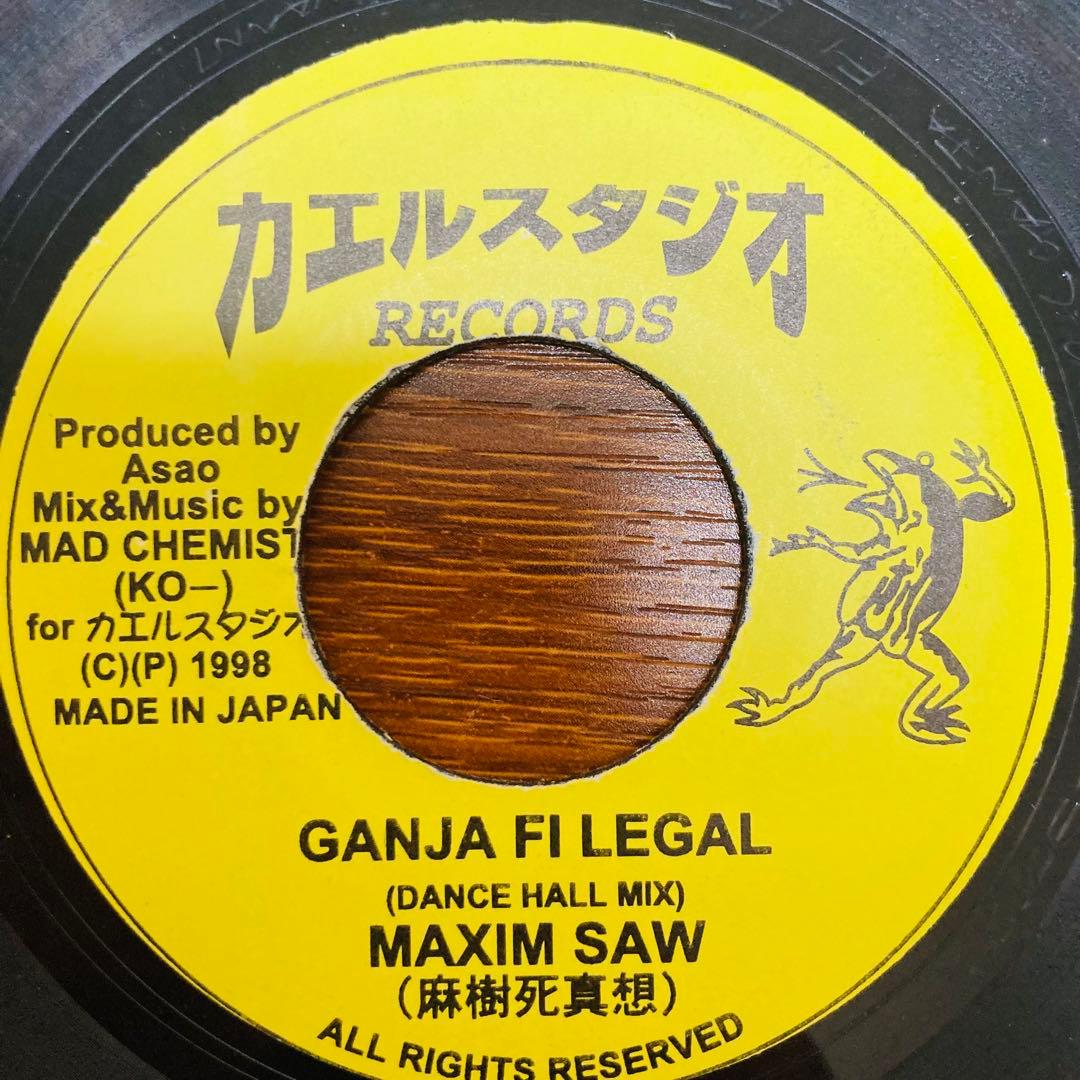 カエルスタジオ
RECORDS
Produced by
Asao
Mix&Music by
MAD CHEMIST
(KO－)
for カエルスタジオ
(C)(P) 1998
MADE IN JAPAN
GANJA FI LEGAL
(DANCE HALL MIX)
MAXIM SAW
（麻樹死真想）
ALL RIGHTS RESERVED